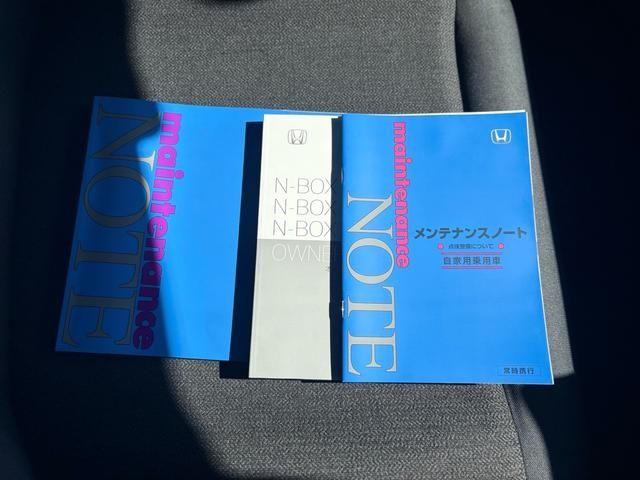 maintenance
NOTE
N-BOX
N-BOX
N-BOX
OWNE
maintenance
NOTE
メンテナンスノート
点検整備について
自家用乗用車
常時携行